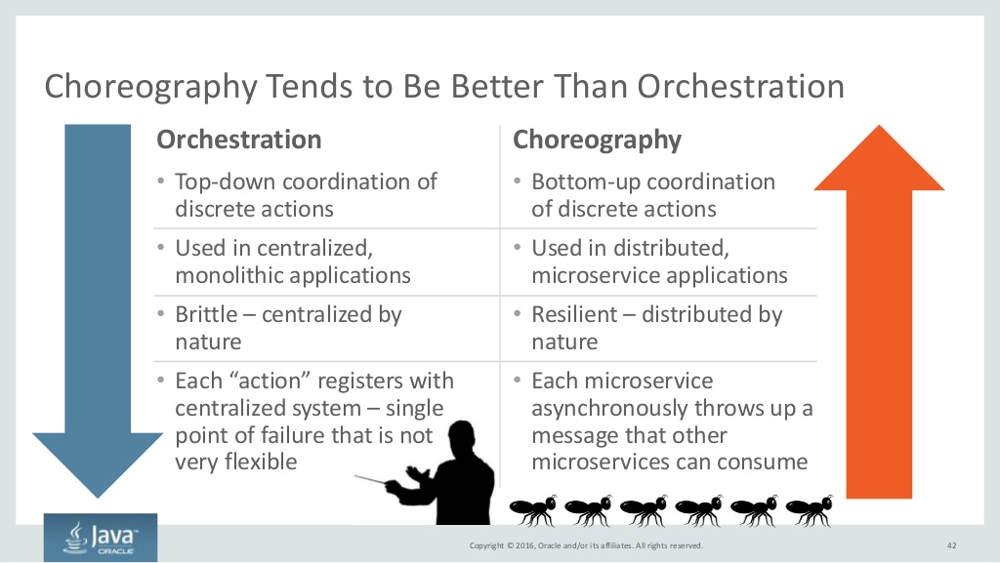 Choreography Tends to Be Better Than Orchestration
Orchestration
• Top-down coordination of
discrete actions
• Used in centralized,
monolithic applications
• Brittle – centralized by
nature
• Each “action” registers with
centralized system – single
point of failure that is not
very flexible
Choreography
• Bottom-up coordination
of discrete actions
• Used in distributed,
microservice applications
• Resilient – distributed by
nature
• Each microservice
asynchronously throws up a
message that other
microservices can consume
Java™
ORACLE
Copyright © 2016, Oracle and/or its affiliates. All rights reserved.
42